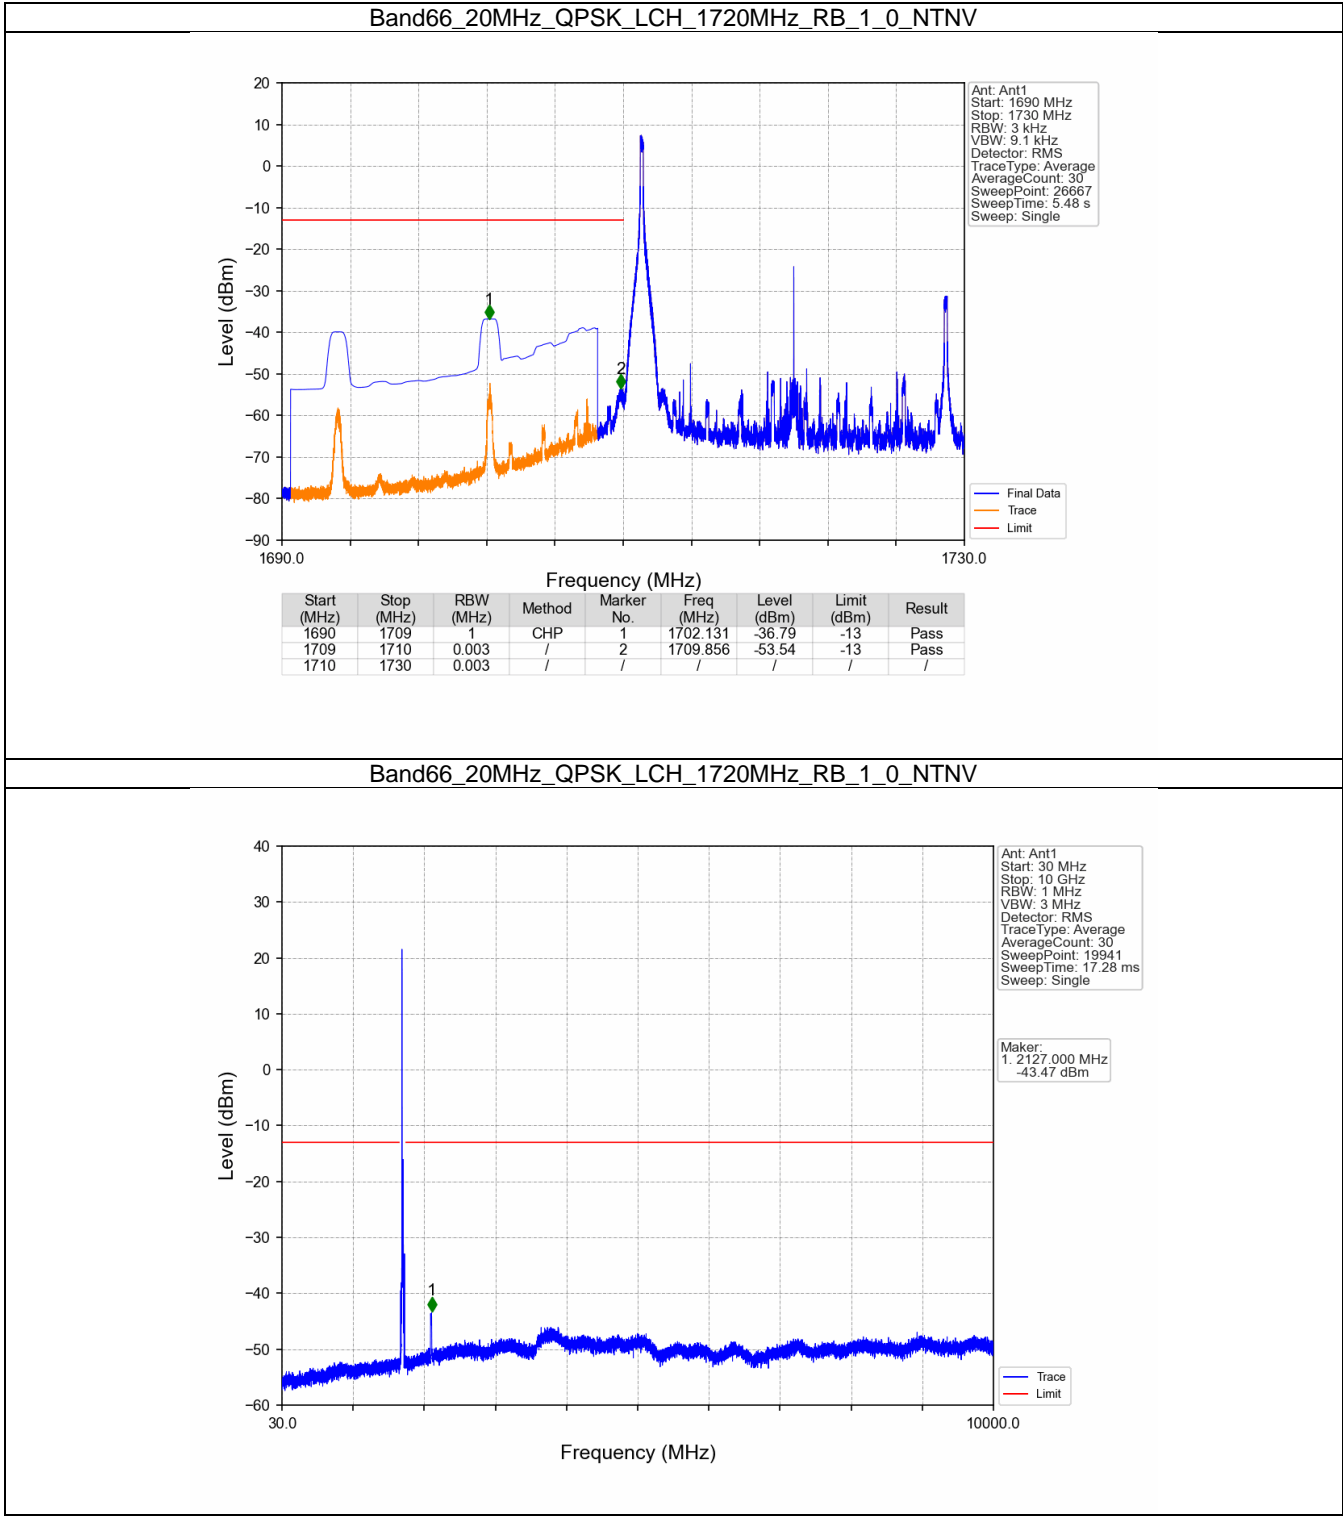 Band66_20MHz_QPSK_LCH_1720MHz_RB_1_0_NTNV
20
10
0
−10
−20
−30
−40
−50
−60
−70
−80
−90
Level (dBm)
1
2
1690.0
1730.0
Frequency (MHz)
Ant: Ant1
Start: 1690 MHz
Stop: 1730 MHz
RBW: 3 kHz
VBW: 9.1 kHz
Detector: RMS
TraceType: Average
AverageCount: 30
SweepPoint: 26667
SweepTime: 5.48 s
Sweep: Single
Final Data
Trace
Limit
Start (MHz) Stop (MHz) RBW (MHz) Method Marker No. Freq (MHz) Level (dBm) Limit (dBm) Result
1690 1709 1 CHP 1 1702.131 -36.79 -13 Pass
1709 1710 0.003 / 2 1709.856 -53.54 -13 Pass
1710 1730 0.003 / / / / / /
Band66_20MHz_QPSK_LCH_1720MHz_RB_1_0_NTNV
40
30
20
10
0
−10
−20
−30
−40
−50
−60
Level (dBm)
1
30.0
10000.0
Frequency (MHz)
Ant: Ant1
Start: 30 MHz
Stop: 10 GHz
RBW: 1 MHz
VBW: 3 MHz
Detector: RMS
TraceType: Average
AverageCount: 30
SweepPoint: 19941
SweepTime: 17.28 ms
Sweep: Single
Maker:
1. 2127.000 MHz
-43.47 dBm
Trace
Limit